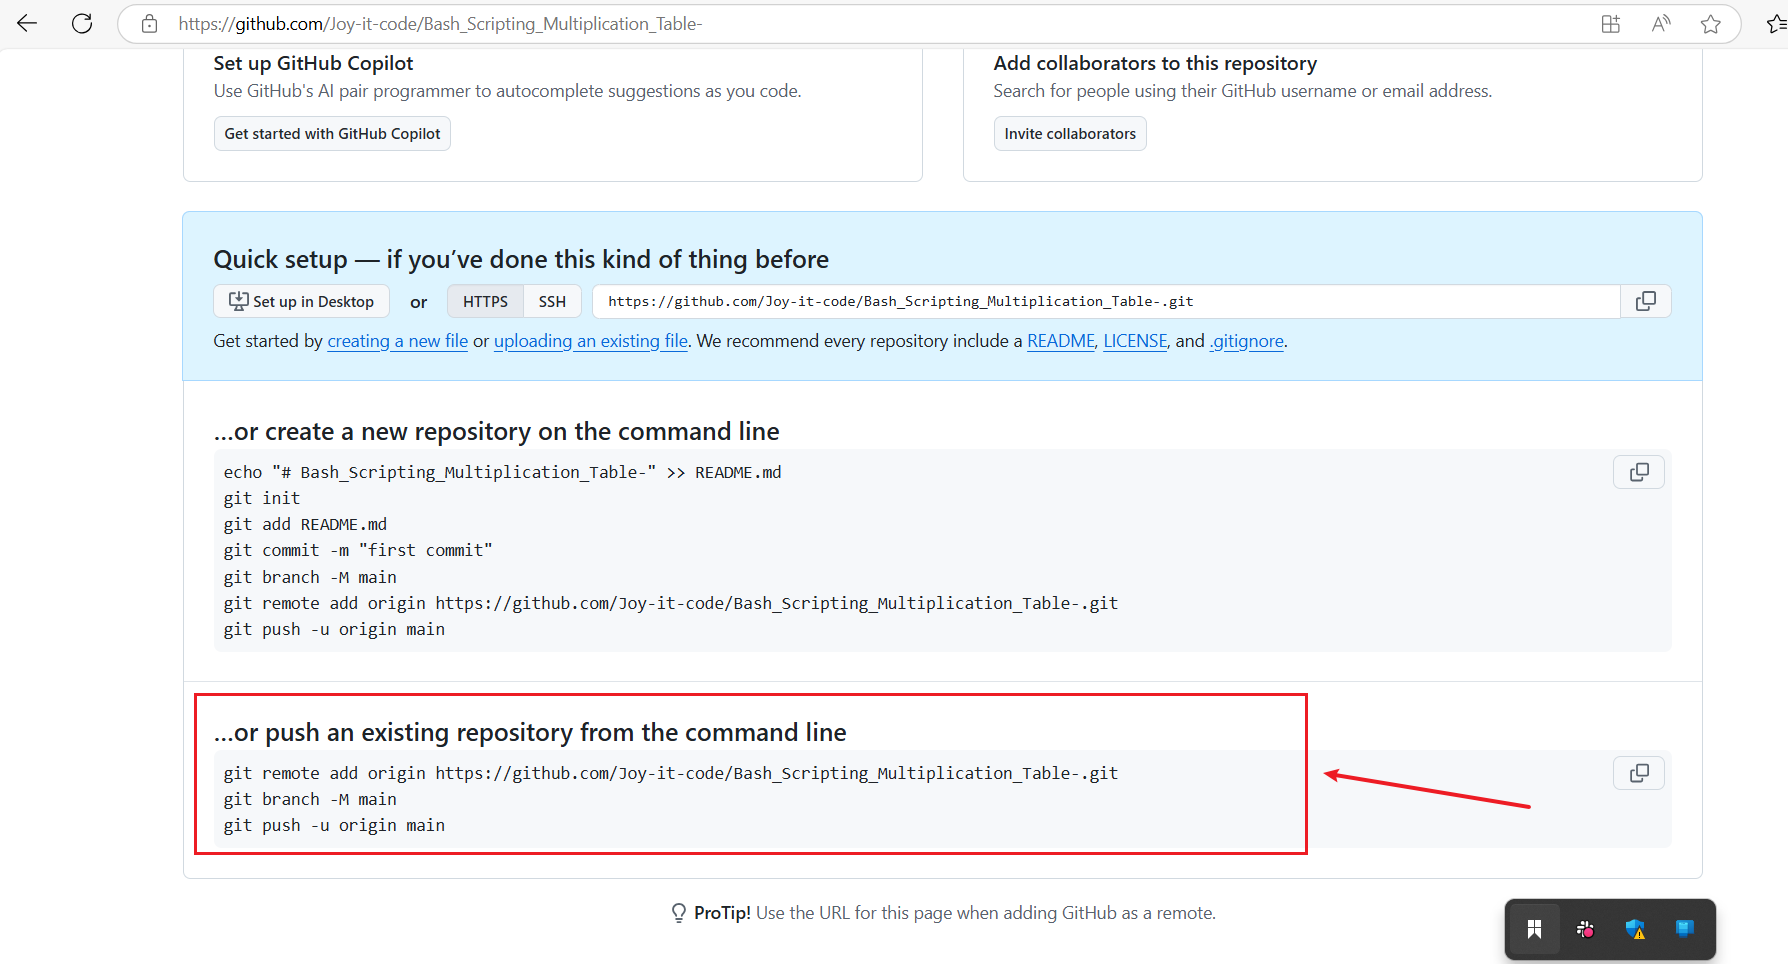 https://github.com/Joy-it-code/Bash_Scripting_Multiplication_Table-
Set up GitHub Copilot
Use GitHub's AI pair programmer to autocomplete suggestions as you code.
Get started with GitHub Copilot
Add collaborators to this repository
Search for people using their GitHub username or email address.
Invite collaborators
Quick setup — if you’ve done this kind of thing before
Set up in Desktop or HTTPS SSH https://github.com/Joy-it-code/Bash_Scripting_Multiplication_Table-.git
Get started by creating a new file or uploading an existing file. We recommend every repository include a README, LICENSE, and .gitignore.
…or create a new repository on the command line
echo "# Bash_Scripting_Multiplication_Table-" >> README.md
git init
git add README.md
git commit -m "first commit"
git branch -M main
git remote add origin https://github.com/Joy-it-code/Bash_Scripting_Multiplication_Table-.git
git push -u origin main
…or push an existing repository from the command line
git remote add origin https://github.com/Joy-it-code/Bash_Scripting_Multiplication_Table-.git
git branch -M main
git push -u origin main
ProTip! Use the URL for this page when adding GitHub as a remote.